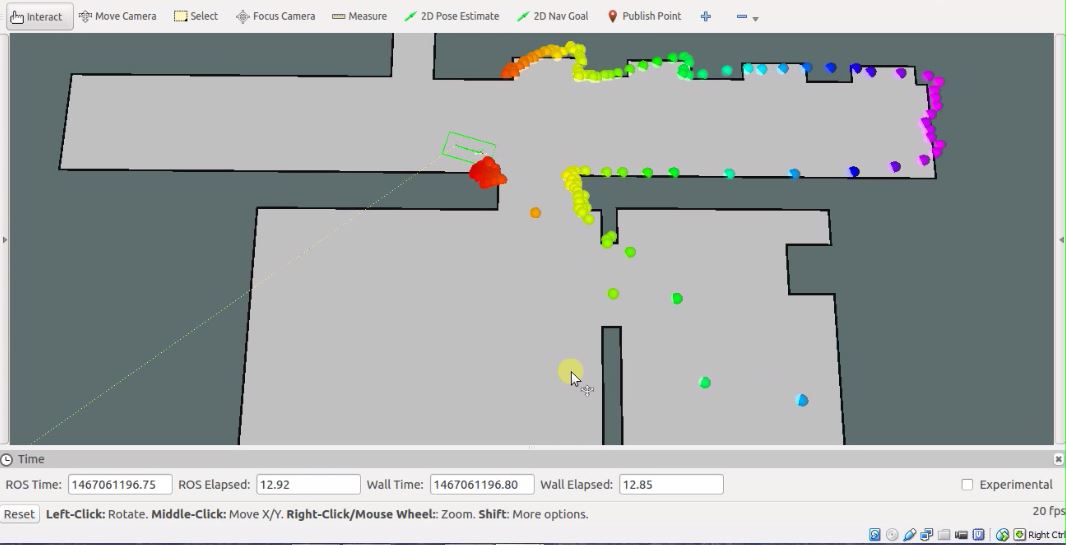 Interact Move Camera Select Focus Camera Measure 2D Pose Estimate 2D Nav Goal Publish Point
Time
ROS Time: 1467061196.75 ROS Elapsed: 12.92 Wall Time: 1467061196.80 Wall Elapsed: 12.85 Experimental
Reset Left-Click: Rotate. Middle-Click: Move X/Y. Right-Click/Mouse Wheel:: Zoom. Shift: More options. 20 fps
Right Ctrl